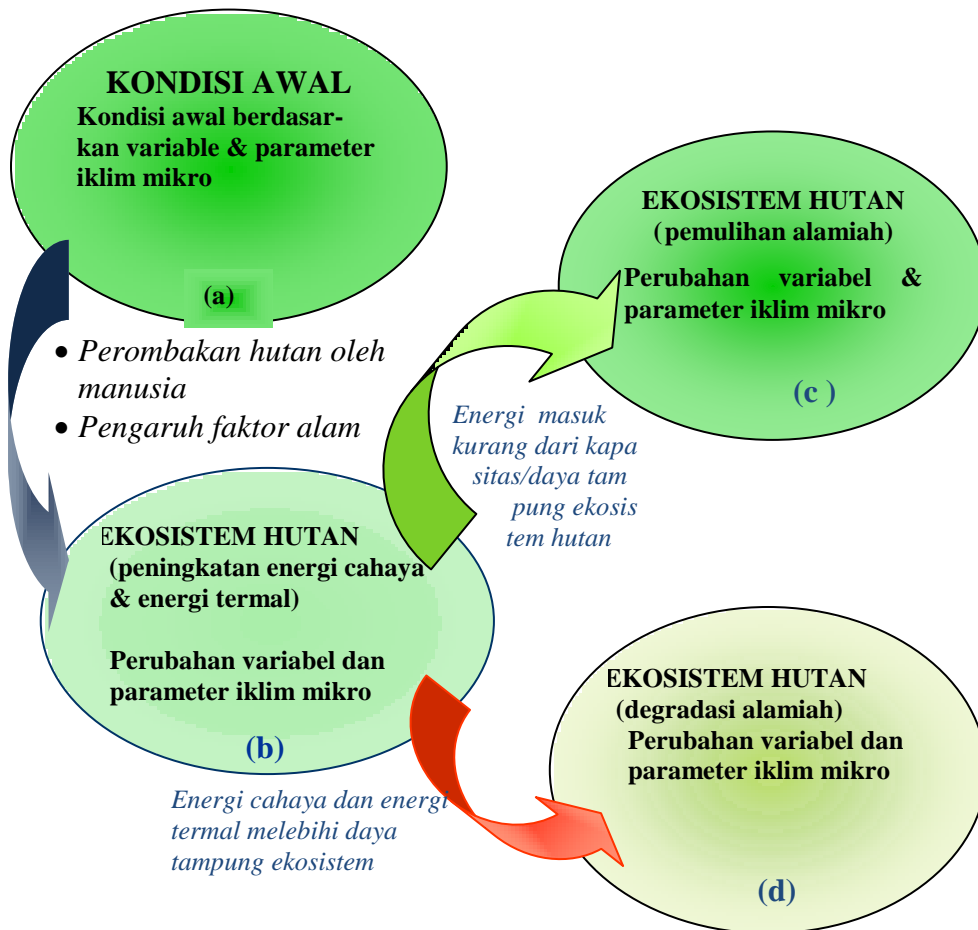 KONDISI AWAL
Kondisi awal berdasar-
kan variable & parameter
iklim mikro
(a)
• Perombakan hutan oleh
manusia
• Pengaruh faktor alam
EKOSISTEM HUTAN
(pemulihan alamiah)
Perubahan variabel &
parameter iklim mikro
(c )
Energi masuk
kurang dari kapa
sitas/daya tam
pung ekosis
tem hutan
EKOSISTEM HUTAN
(peningkatan energi cahaya
& energi termal)
Perubahan variabel dan
parameter iklim mikro
(b)
Energi cahaya dan energi
termal melebihi daya
tampung ekosistem
EKOSISTEM HUTAN
(degradasi alamiah)
Perubahan variabel dan
parameter iklim mikro
(d)